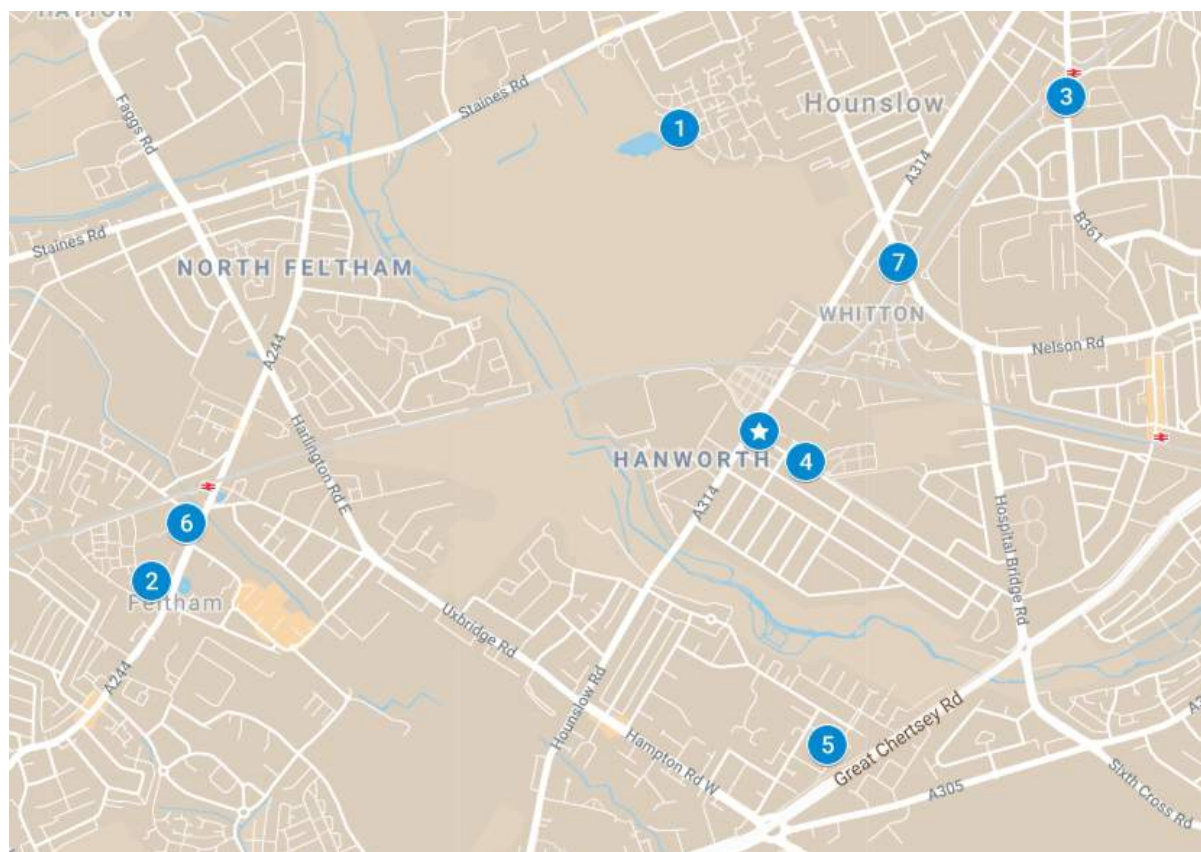 HATTON
Faggs Rd
Staines Rd
1
Hounslow
3
A314
B361
Staines Rd
NORTH FELTHAM
7
WHITTON
Nelson Rd
A244
Harlington Rd E
HANWORTH
4
A314
6
Hospital Bridge Rd
2
Feltham
Uxbridge Rd
A244
Hounslow Rd
Hampton Rd W
5
Great Chertsey Rd
A305
Sixth Cross Rd